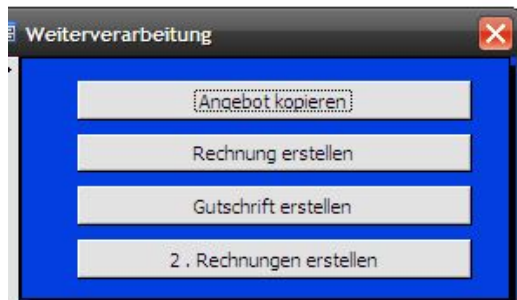 Weiterverarbeitung
Angebot kopieren
Rechnung erstellen
Gutschrift erstellen
2 . Rechnungen erstellen